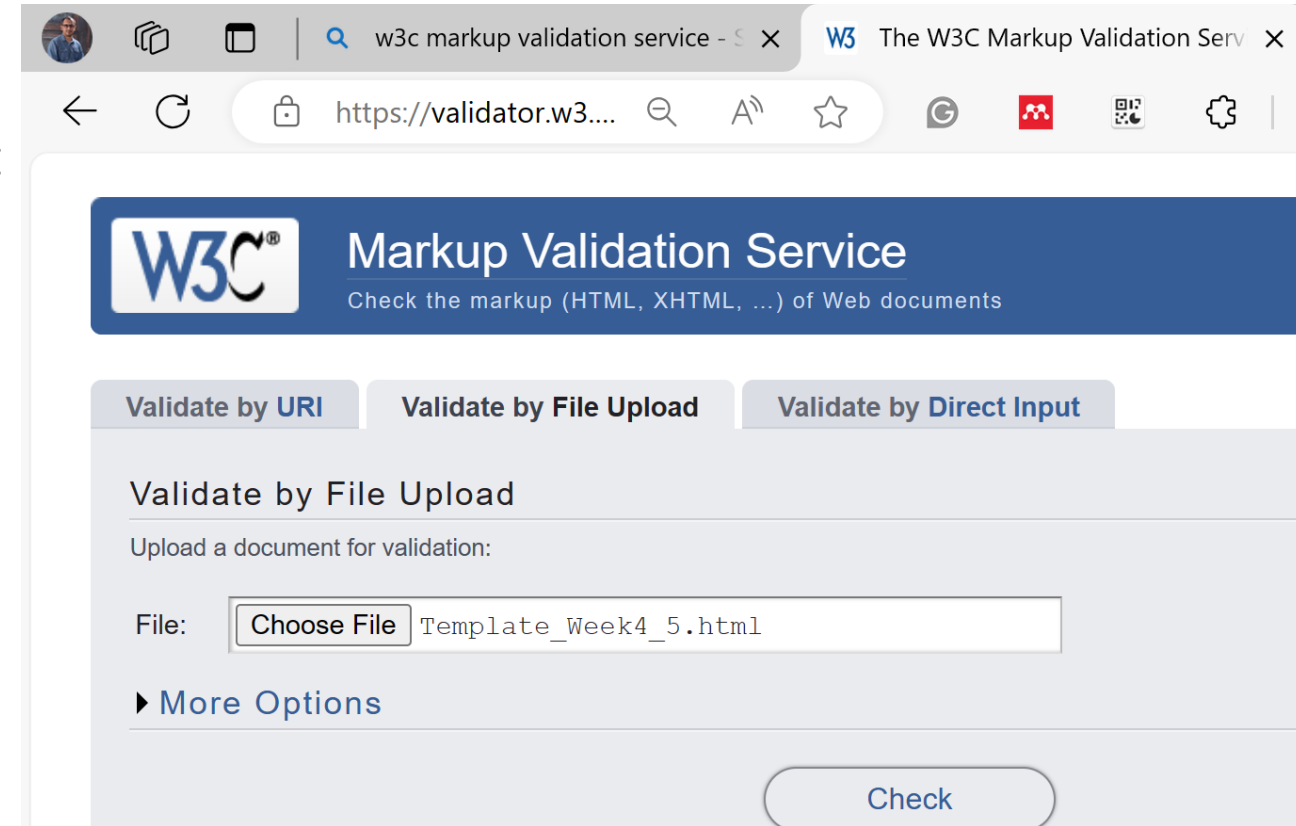 w3c markup validation service - S
W3 The W3C Markup Validation Serv
https://validator.w3....
W3C®
Markup Validation Service
Check the markup (HTML, XHTML, ...) of Web documents
Validate by URI Validate by File Upload Validate by Direct Input
Validate by File Upload
Upload a document for validation:
File: Choose File Template_Week4_5.html
More Options
Check